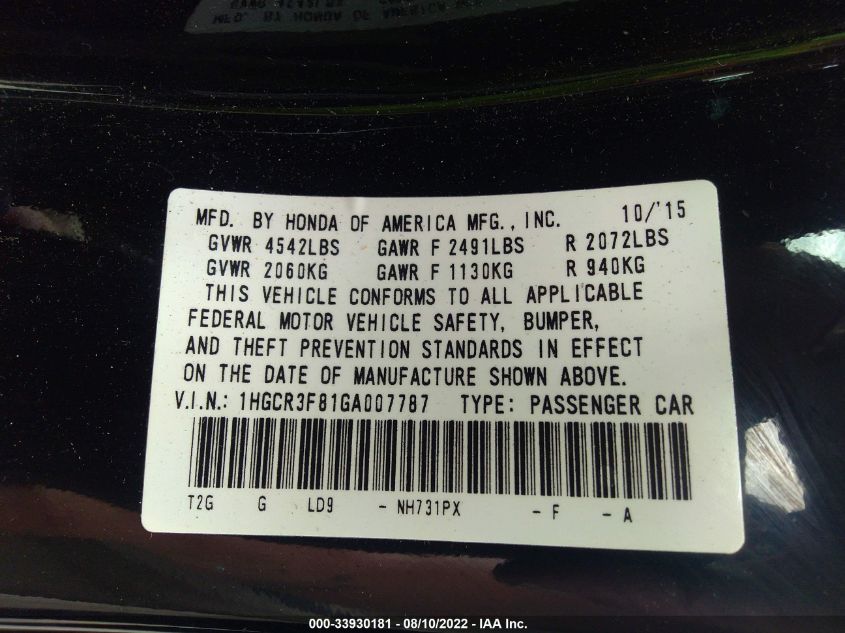 MFD. BY HONDA OF AMERICA MFG., INC. 10/'15
GVWR 4542LBS GAWR F 2491LBS R 2072LBS
GVWR 2060KG GAWR F 1130KG R 940KG
THIS VEHICLE CONFORMS TO ALL APPLICABLE
FEDERAL MOTOR VEHICLE SAFETY, BUMPER,
AND THEFT PREVENTION STANDARDS IN EFFECT
ON THE DATE OF MANUFACTURE SHOWN ABOVE.
V.I.N.: 1HGCR3F81GA007787 TYPE: PASSENGER CAR
T2G G LD9 - NH731PX - F - A
000-33930181 - 08/10/2022 - IAA Inc.